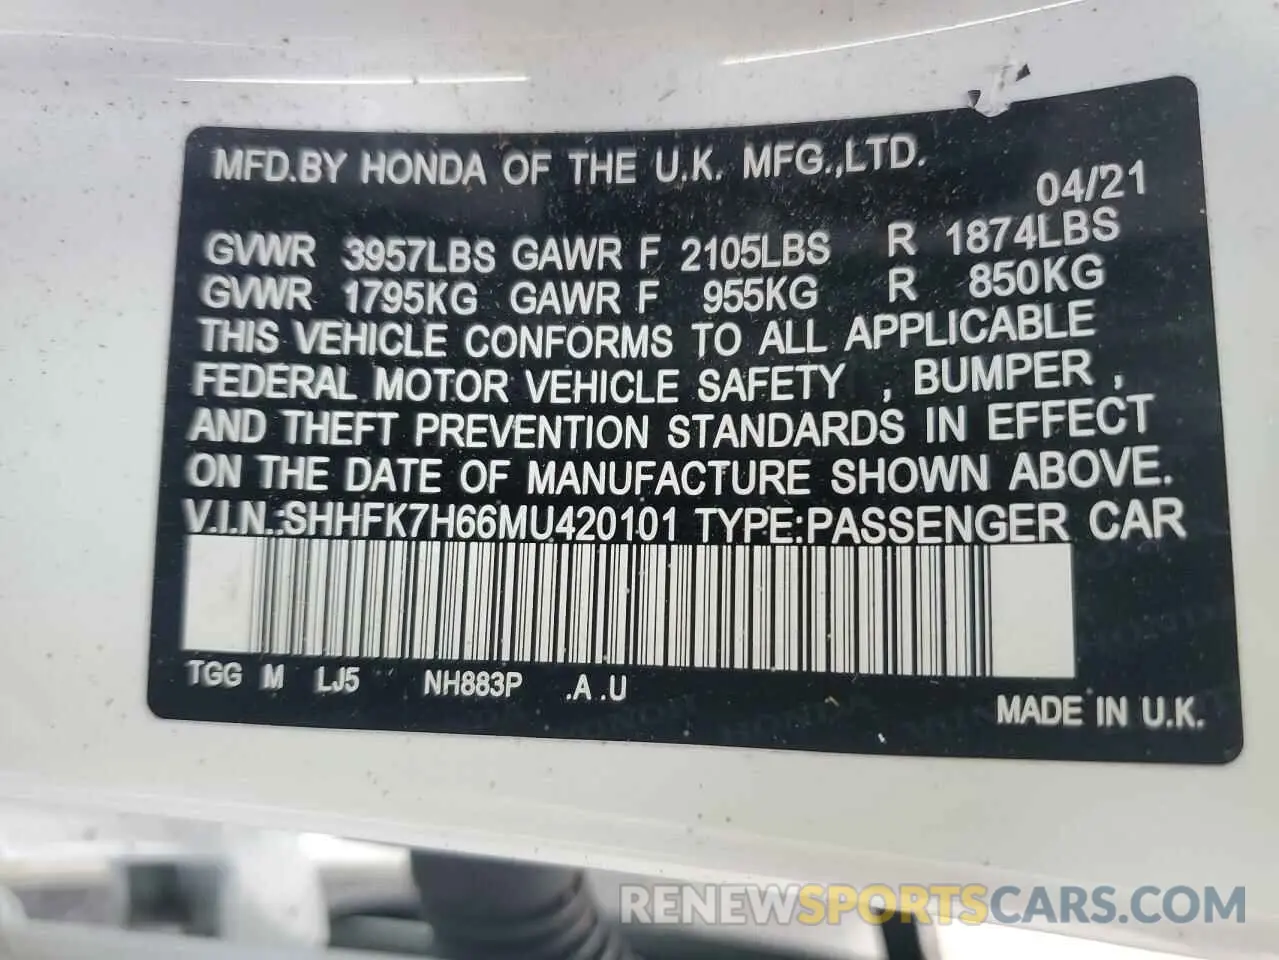 MFD.BY HONDA OF THE U.K. MFG.,LTD.
04/21
GVWR 3957LBS GAWR F 2105LBS R 1874LBS
GVWR 1795KG GAWR F 955KG R 850KG
THIS VEHICLE CONFORMS TO ALL APPLICABLE
FEDERAL MOTOR VEHICLE SAFETY , BUMPER ,
AND THEFT PREVENTION STANDARDS IN EFFECT
ON THE DATE OF MANUFACTURE SHOWN ABOVE.
V.I.N.:SHHFK7H66MU420101 TYPE:PASSENGER CAR
TGG M LJ5 NH883P .A .U
MADE IN U.K.
RENEWSPORTSCARS.COM